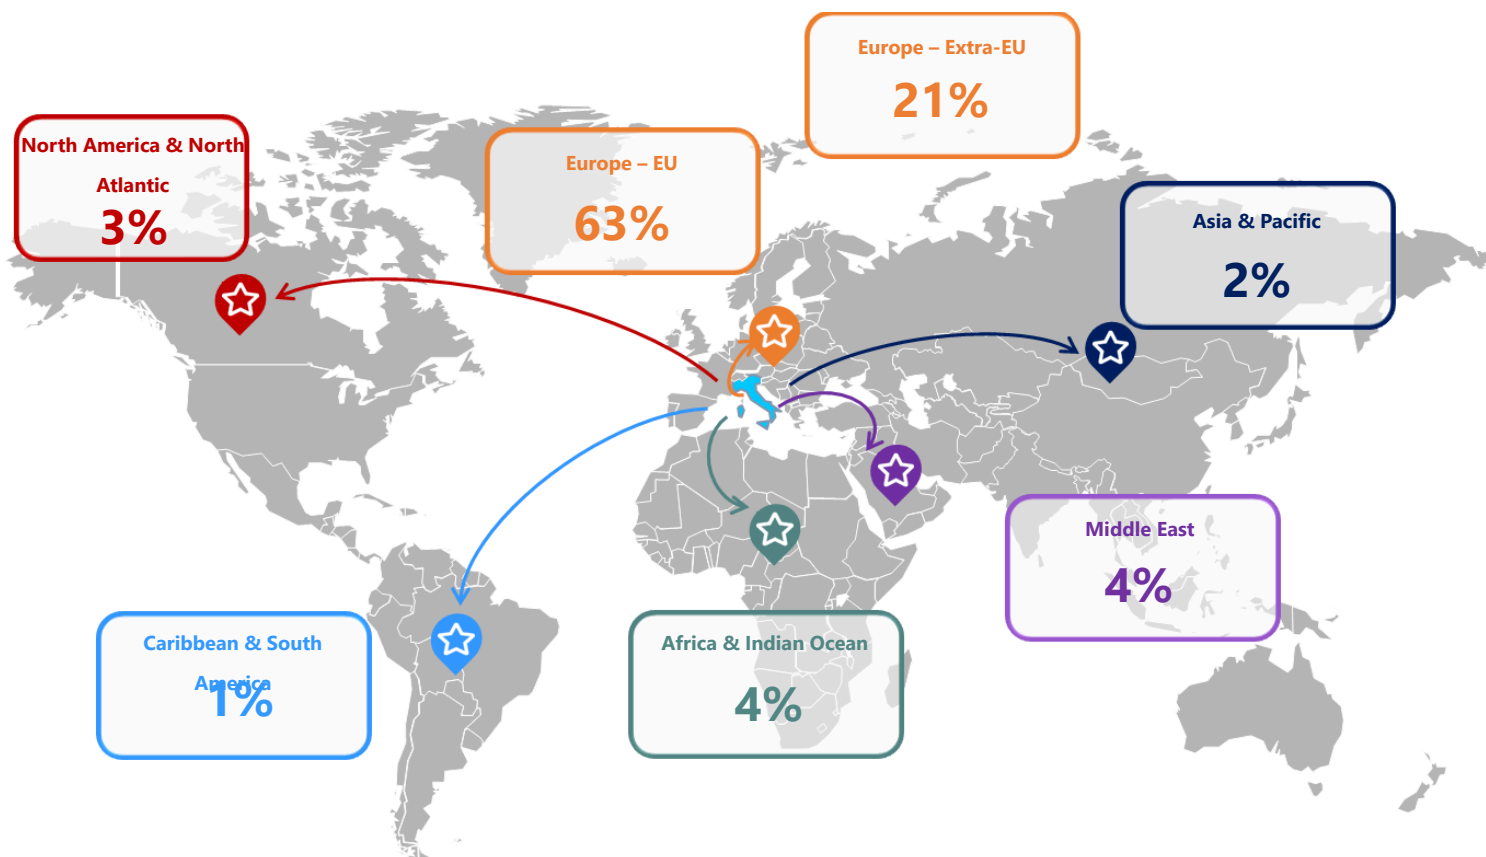 Europe – Extra-EU
21%
North America & North
Atlantic
3%
Europe – EU
63%
Asia & Pacific
2%
Middle East
4%
Caribbean & South
America
1%
Africa & Indian Ocean
4%